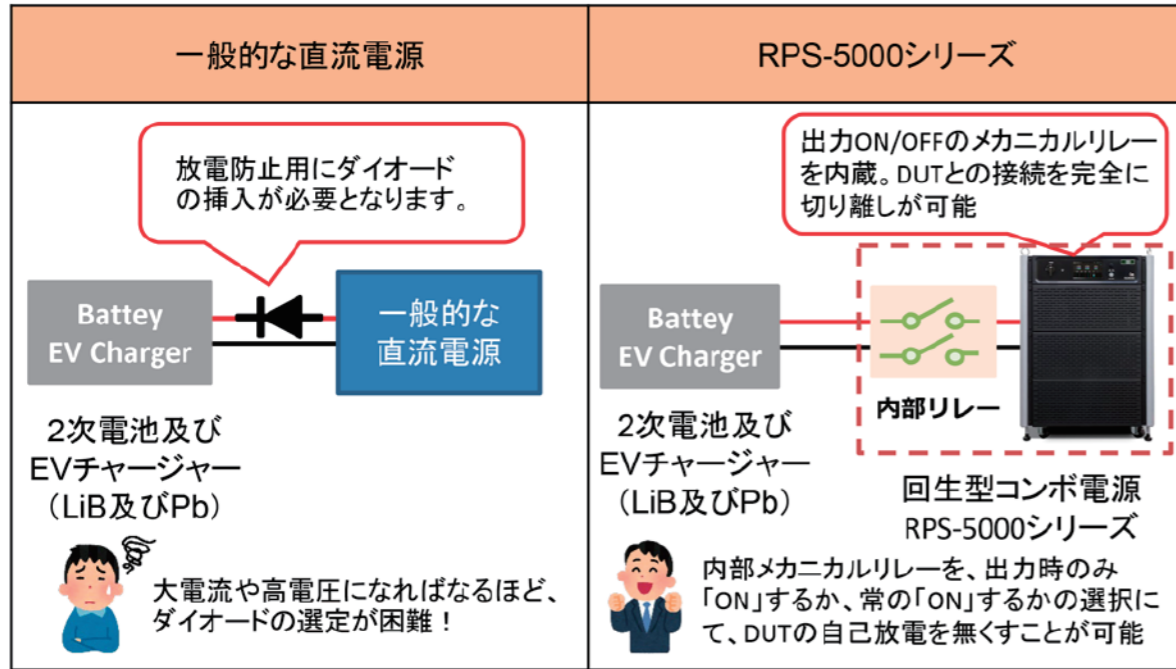 一般的な直流電源
RPS-5000シリーズ
放電防止用にダイオード
の挿入が必要となります。
Battey
EV Charger
一般的な
直流電源
2次電池及び
EVチャージャー
（LiB及びPb）
大電流や高電圧になればなるほど、
ダイオードの選定が困難！
出力ON/OFFのメカニカルリレー
を内蔵。DUTとの接続を完全に
切り離しが可能
Battey
EV Charger
内部リレー
2次電池及び
EVチャージャー
（LiB及びPb）
回生型コンボ電源
RPS-5000シリーズ
内部メカニカルリレーを、出力時のみ
「ON」するか、常の「ON」するかの選択に
て、DUTの自己放電を無くすことが可能